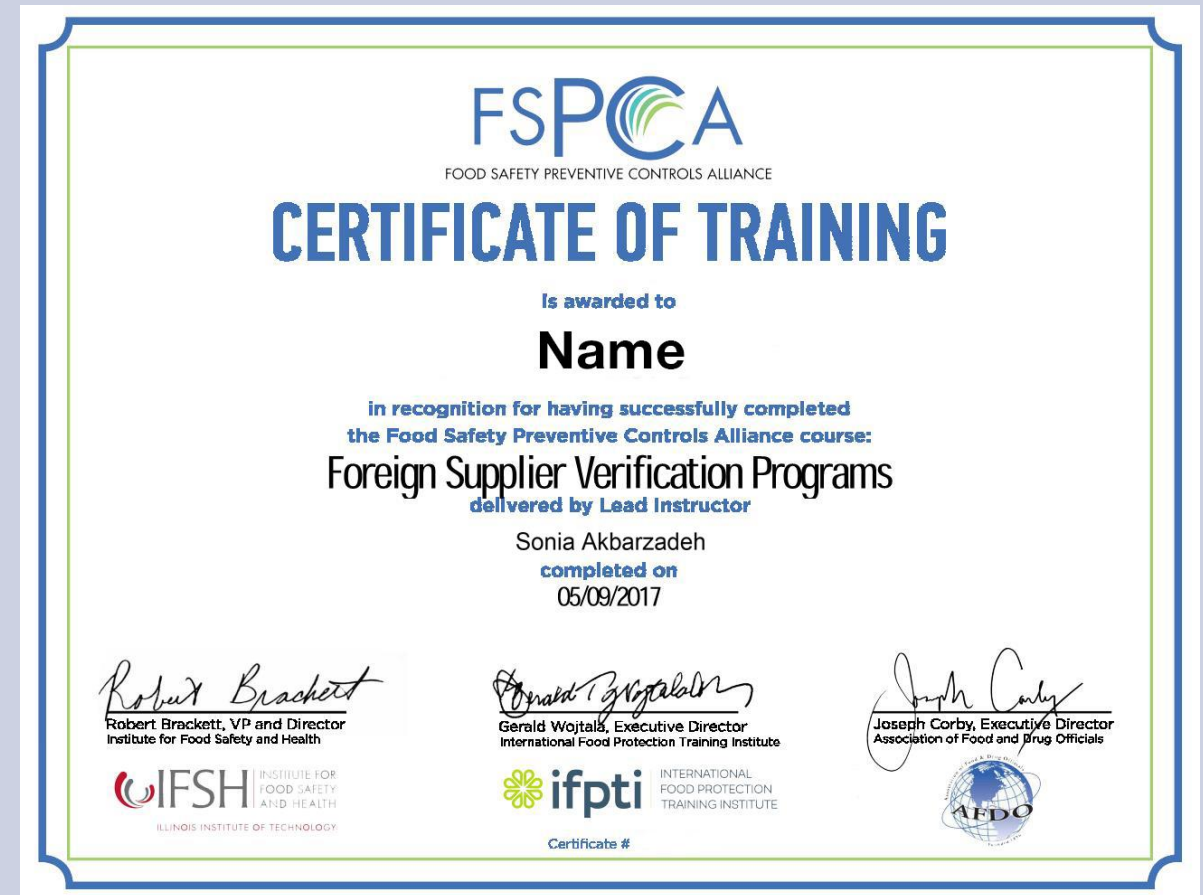 FSPCA
FOOD SAFETY PREVENTIVE CONTROLS ALLIANCE
CERTIFICATE OF TRAINING
is awarded to
Name
in recognition for having successfully completed
the Food Safety Preventive Controls Alliance course:
Foreign Supplier Verification Programs
delivered by Lead Instructor
Sonia Akbarzadeh
completed on
05/09/2017
Robert Brackett
Robert Brackett, VP and Director
Institute for Food Safety and Health
Gerald Wojtala, Executive Director
International Food Protection Training Institute
Joseph Corby
Joseph Corby, Executive Director
Association of Food and Drug Officials
IFSH
INSTITUTE FOR
FOOD SAFETY
AND HEALTH
ILLINOIS INSTITUTE OF TECHNOLOGY
ifpti
INTERNATIONAL
FOOD PROTECTION
TRAINING INSTITUTE
AFDO
Certificate #